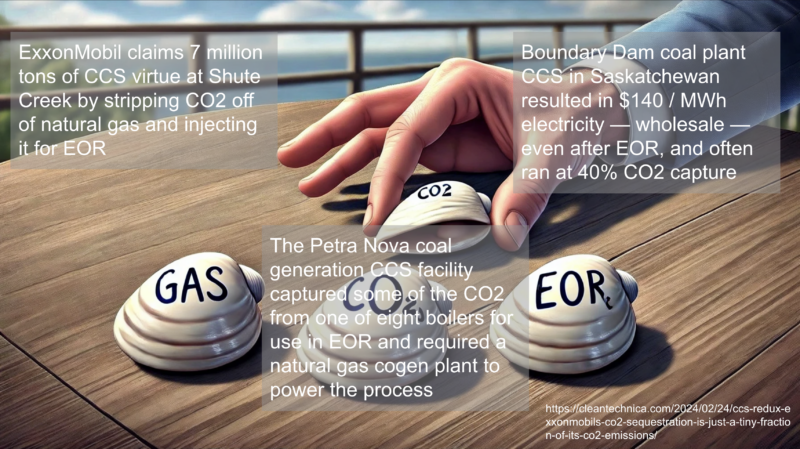 ExxonMobil claims 7 million
tons of CCS virtue at Shute
Creek by stripping CO2 off
of natural gas and injecting
it for EOR
Boundary Dam coal plant
CCS in Saskatchewan
resulted in $140 / MWh
electricity — wholesale —
even after EOR, and often
ran at 40% CO2 capture
CO2
The Petra Nova coal
generation CCS facility
captured some of the CO2
from one of eight boilers for
use in EOR and required a
natural gas cogen plant to
power the process
GAS
CO2
EOR
https://cleantechnica.com/2024/02/24/ccs-redux-e
xxonmobils-co2-sequestration-is-just-a-tiny-fractio
n-of-its-co2-emissions/